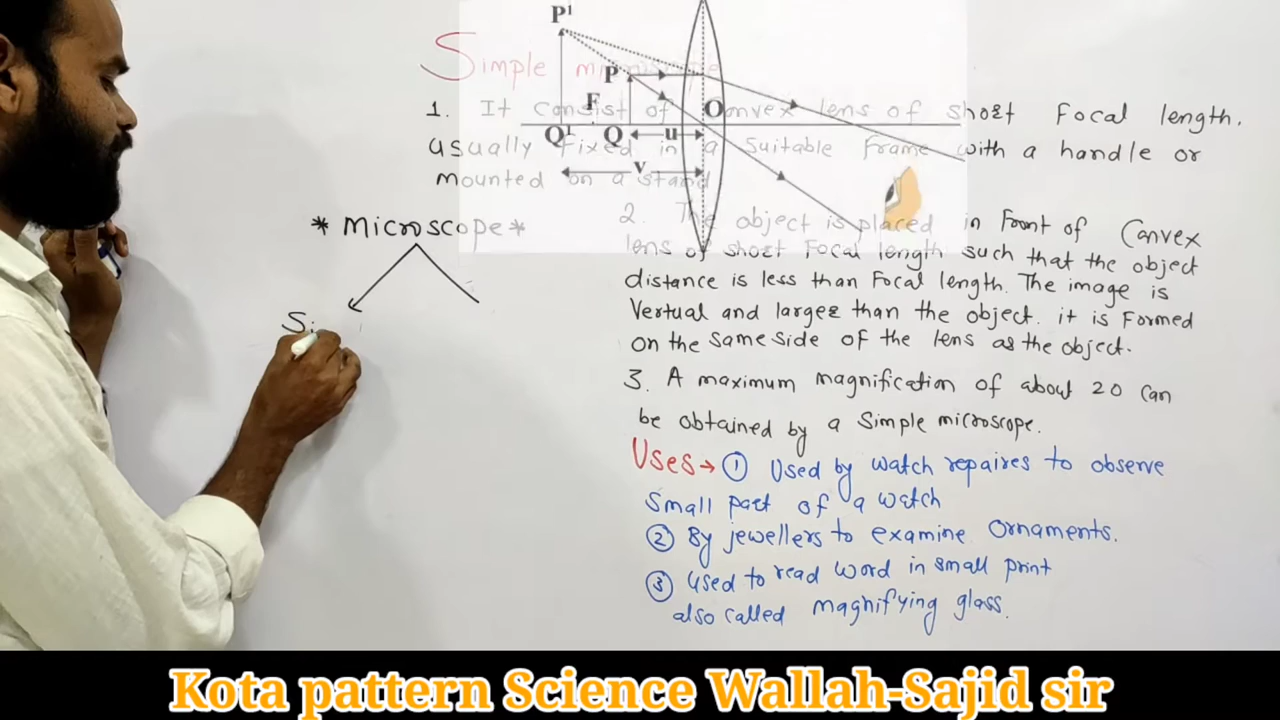 Simple microscope
1. It consist of Convex lens of short Focal length.
usually fixed in a suitable frame with a handle or
mounted on a stand
* Microscope *
Si
2. The object is placed in front of Convex
lens of short Focal length such that the object
distance is less than Focal length. The image is
Vertual and larger than the object. it is Formed
on the same side of the lens as the object.
3. A maximum magnification of about 20 can
be obtained by a Simple microscope.
Uses → ① Used by watch repaires to observe
Small part of a watch
② By jewellers to examine Ornaments.
③ Used to read word in small print
also called magnifying glass.
P¹
P
F
O
Q¹ Q u
v
Kota pattern Science Wallah-Sajid sir